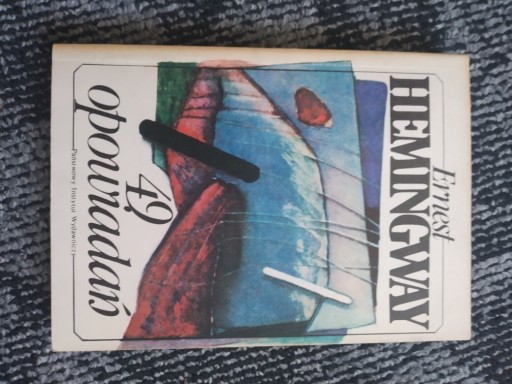 Ernest
HEMINGWAY
49
opowiadań
Państwowy Instytut Wydawniczy